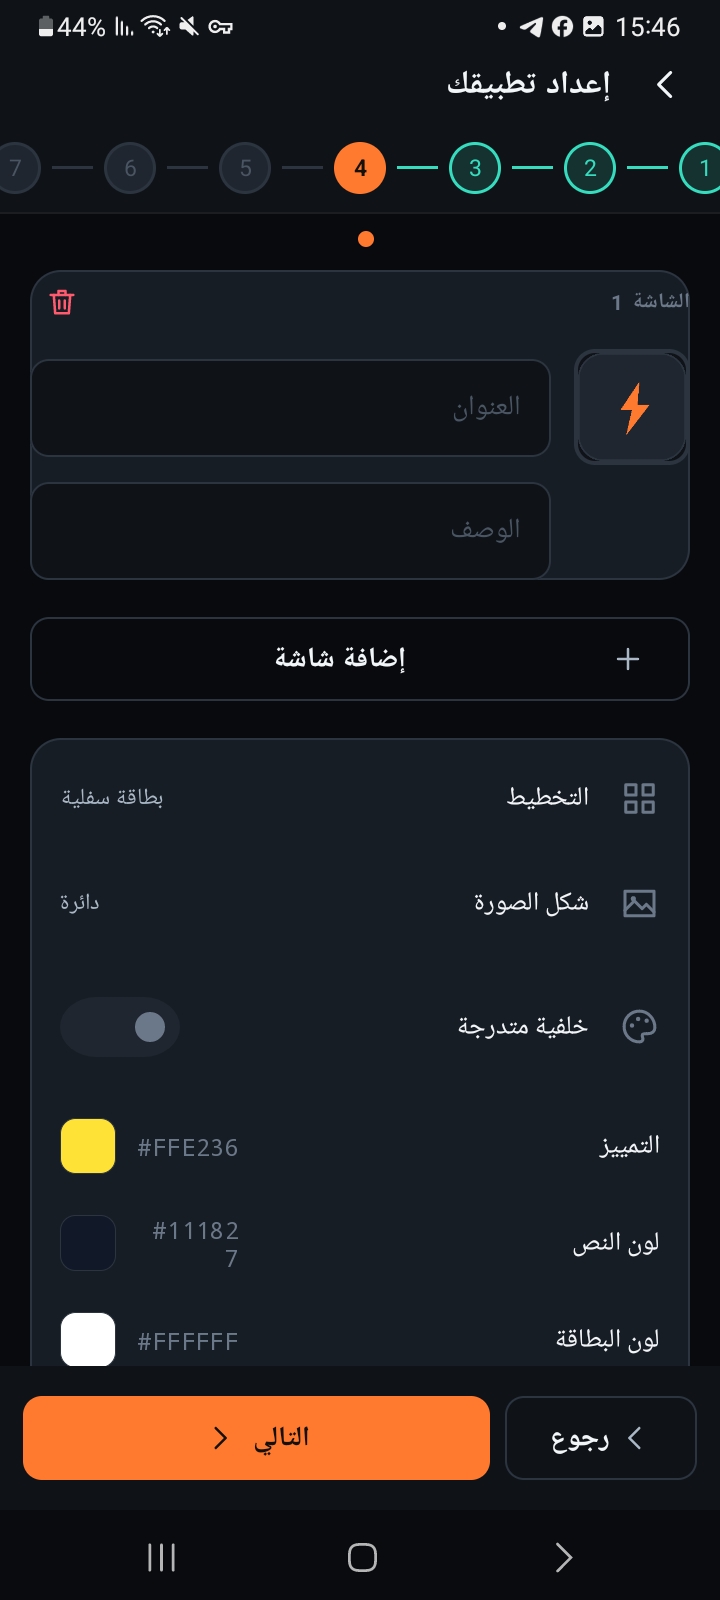 15:46
44%
إعداد تطبيقك
1 2 3 4 5 6 7
الشاشة 1
العنوان
الوصف
إضافة شاشة
التخطيط بطاقة سفلية
شكل الصورة دائرة
خلفية متدرجة
التمييز #FFE236
لون النص #11182
7
لون البطاقة #FFFFFF
رجوع التالي